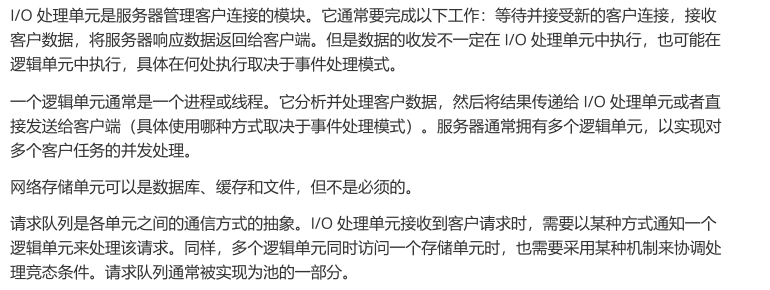 I/O 处理单元是服务器管理客户连接的模块。它通常要完成以下工作：等待并接受新的客户连接，接收
客户数据，将服务器响应数据返回给客户端。但是数据的收发不一定在 I/O 处理单元中执行，也可能在
逻辑单元中执行，具体在何处执行取决于事件处理模式。
一个逻辑单元通常是一个进程或线程。它分析并处理客户数据，然后将结果传递给 I/O 处理单元或者直
接发送给客户端（具体使用哪种方式取决于事件处理模式）。服务器通常拥有多个逻辑单元，以实现对
多个客户任务的并发处理。
网络存储单元可以是数据库、缓存和文件，但不是必须的。
请求队列是各单元之间的通信方式的抽象。I/O 处理单元接收到客户请求时，需要以某种方式通知一个
逻辑单元来处理该请求。同样，多个逻辑单元同时访问一个存储单元时，也需要采用某种机制来协调处
理竞态条件。请求队列通常被实现为池的一部分。